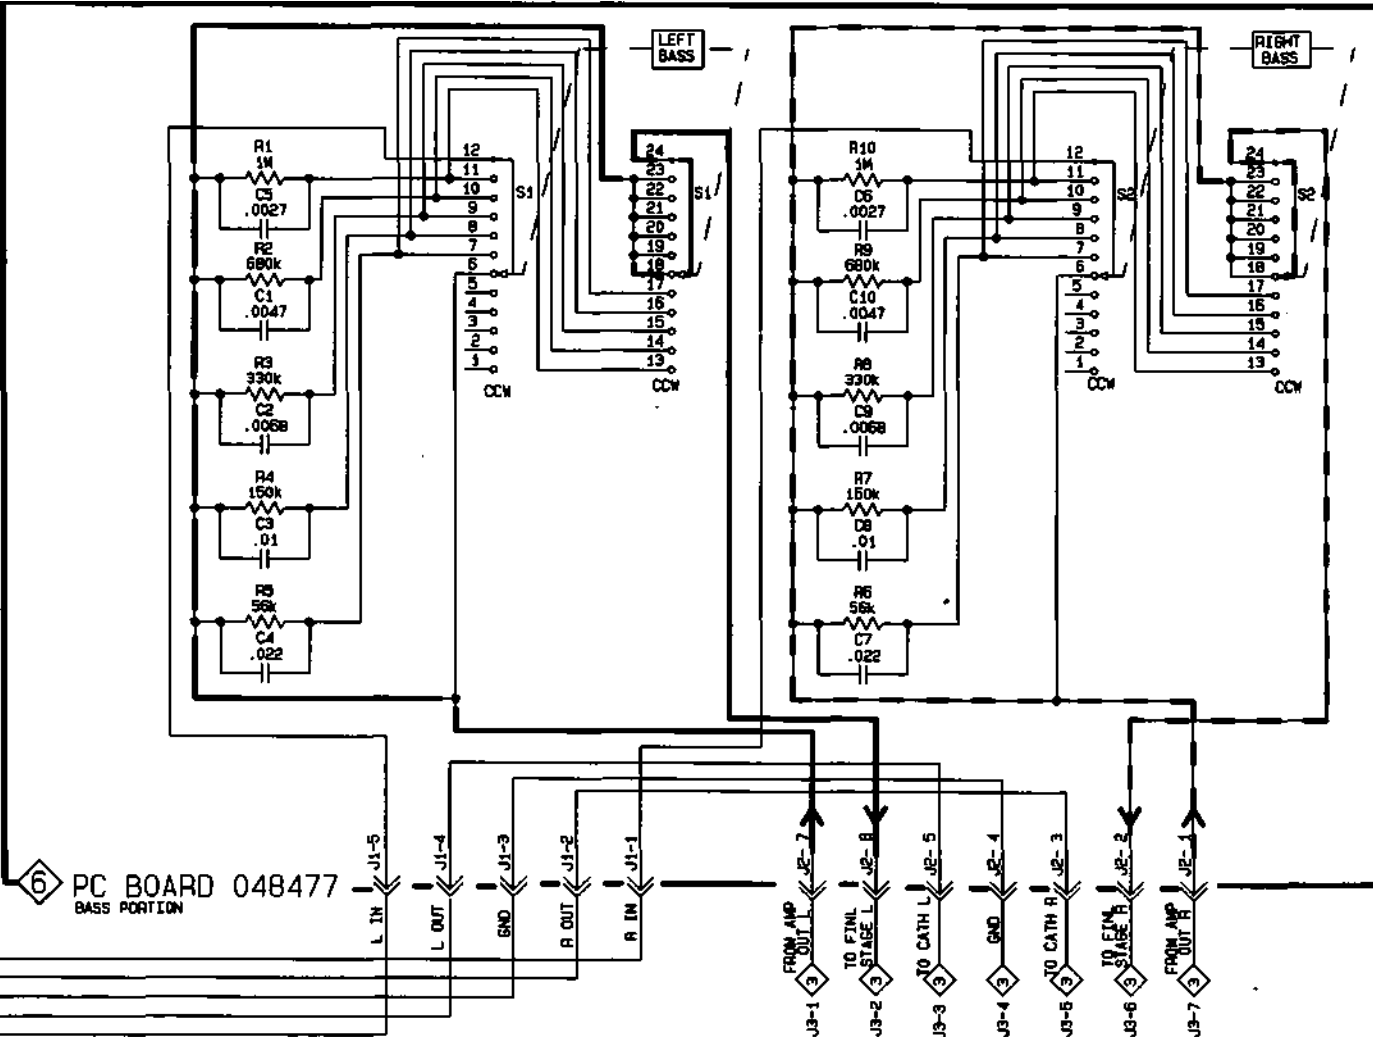 LEFT
BASS
RIGHT
BASS
R1
1M
C5
.0027
R2
680k
C1
.0047
R3
330k
C2
.0068
R4
150k
C3
.01
R5
56k
C4
.022
12
11
10
9
8
7
6
5
4
3
2
1
CCW
S1
24
23
22
21
20
19
18
17
16
15
14
13
CCW
S1
R10
1M
C6
.0027
R9
680k
C10
.0047
R8
330k
C9
.0068
R7
150k
C8
.01
R6
56k
C7
.022
12
11
10
9
8
7
6
5
4
3
2
1
CCW
S2
24
23
22
21
20
19
18
17
16
15
14
13
CCW
S2
6
PC BOARD 048477
BASS PORTION
J1-5
J1-4
J1-3
J1-2
J1-1
J2- 7
J2- 6
J2- 5
J2- 4
J2- 3
J2- 2
J2- 1
L IN
L OUT
GND
R OUT
R IN
FROM AMP
OUT L
TO FINL
STAGE L
TO CATH L
GND
TO CATH R
TO FINL
STAGE R
FROM AMP
OUT R
3
3
3
3
3
3
3
J3-1
J3-2
J3-3
J3-4
J3-5
J3-6
J3-7